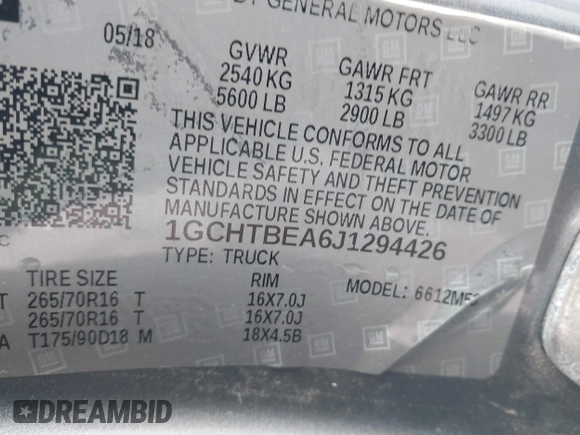 GENERAL MOTORS LLC
05/18
GVWR GAWR FRT GAWR RR
2540 KG 1315 KG 1497 KG
5600 LB 2900 LB 3300 LB
THIS VEHICLE CONFORMS TO ALL
APPLICABLE U.S. FEDERAL MOTOR
VEHICLE SAFETY AND THEFT PREVENTION
STANDARDS IN EFFECT ON THE DATE OF
MANUFACTURE SHOWN ABOVE.
1GCHTBEA6J1294426
TYPE: TRUCK MODEL:
TIRE SIZE RIM
T 265/70R16 T 16X7.0J
265/70R16 T 16X7.0J
A T175/90D18 M 18X4.5B
GM
DREAMBID